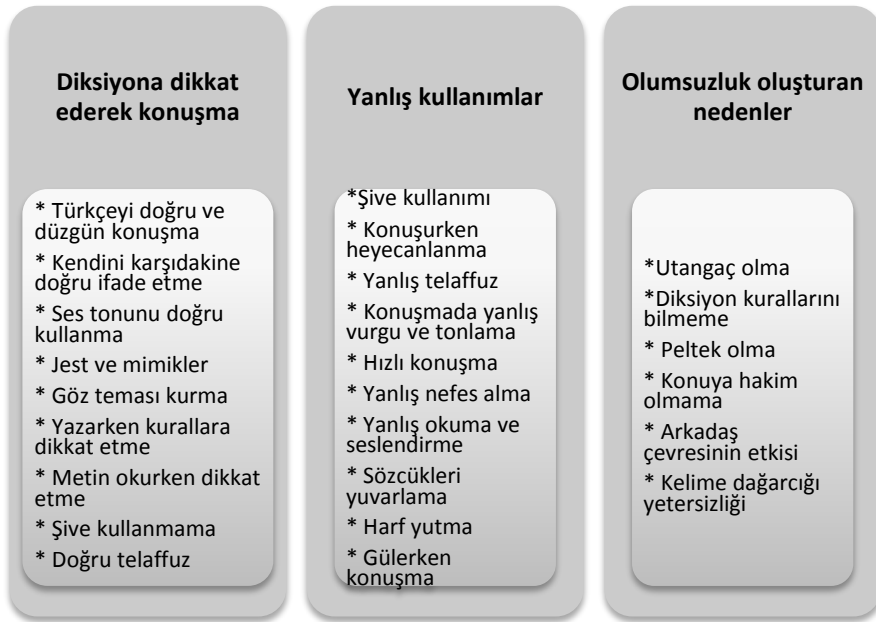 Diksiyona dikkat
ederek konuşma
* Türkçeyi doğru ve
düzgün konuşma
* Kendini karşıdakine
doğru ifade etme
* Ses tonunu doğru
kullanma
* Jest ve mimikler
* Göz teması kurma
* Yazarken kurallara
dikkat etme
* Metin okurken dikkat
etme
* Şive kullanmama
* Doğru telaffuz
Yanlış kullanımlar
*Şive kullanımı
* Konuşurken
heyecanlanma
* Yanlış telaffuz
* Konuşmada yanlış
vurgu ve tonlama
* Hızlı konuşma
* Yanlış nefes alma
* Yanlış okuma ve
seslendirme
* Sözcükleri
yuvarlama
* Harf yutma
* Gülerken
konuşma
Olumsuzluk oluşturan
nedenler
*Utangaç olma
*Diksiyon kurallarını
bilmeme
* Peltek olma
* Konuya hakim
olmama
* Arkadaş
çevresinin etkisi
* Kelime dağarcığı
yetersizliği